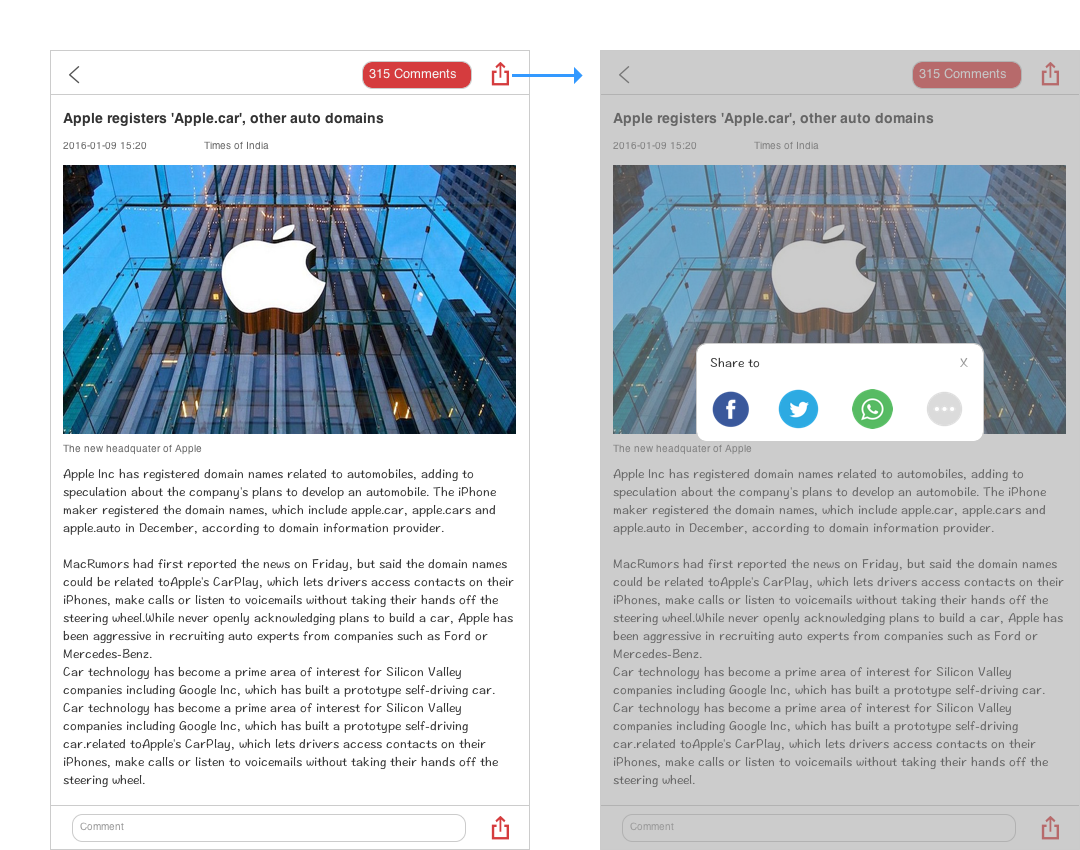 315 Comments
Apple registers 'Apple.car', other auto domains
2016-01-09 15:20 Times of India
The new headquater of Apple
Apple Inc has registered domain names related to automobiles, adding to
speculation about the company's plans to develop an automobile. The iPhone
maker registered the domain names, which include apple.car, apple.cars and
apple.auto in December, according to domain information provider.
MacRumors had first reported the news on Friday, but said the domain names
could be related toApple's CarPlay, which lets drivers access contacts on their
iPhones, make calls or listen to voicemails without taking their hands off the
steering wheel.While never openly acknowledging plans to build a car, Apple has
been aggressive in recruiting auto experts from companies such as Ford or
Mercedes-Benz.
Car technology has become a prime area of interest for Silicon Valley
companies including Google Inc, which has built a prototype self-driving car.
Car technology has become a prime area of interest for Silicon Valley
companies including Google Inc, which has built a prototype self-driving
car.related toApple's CarPlay, which lets drivers access contacts on their
iPhones, make calls or listen to voicemails without taking their hands off the
steering wheel.
Comment
315 Comments
Apple registers 'Apple.car', other auto domains
2016-01-09 15:20 Times of India
Share to X
The new headquater of Apple
Apple Inc has registered domain names related to automobiles, adding to
speculation about the company's plans to develop an automobile. The iPhone
maker registered the domain names, which include apple.car, apple.cars and
apple.auto in December, according to domain information provider.
MacRumors had first reported the news on Friday, but said the domain names
could be related toApple's CarPlay, which lets drivers access contacts on their
iPhones, make calls or listen to voicemails without taking their hands off the
steering wheel.While never openly acknowledging plans to build a car, Apple has
been aggressive in recruiting auto experts from companies such as Ford or
Mercedes-Benz.
Car technology has become a prime area of interest for Silicon Valley
companies including Google Inc, which has built a prototype self-driving car.
Car technology has become a prime area of interest for Silicon Valley
companies including Google Inc, which has built a prototype self-driving
car.related toApple's CarPlay, which lets drivers access contacts on their
iPhones, make calls or listen to voicemails without taking their hands off the
steering wheel.
Comment